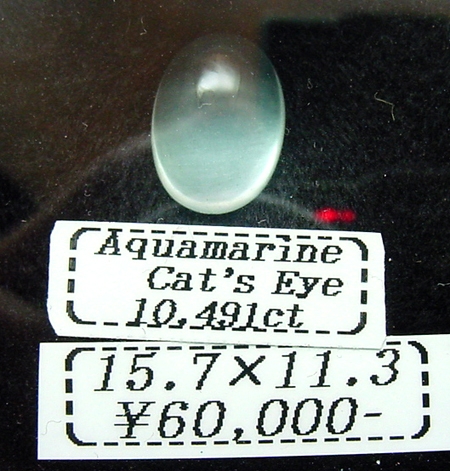 Aquamarine
Cat's Eye
10,491ct
15.7×11.3
¥60,000-